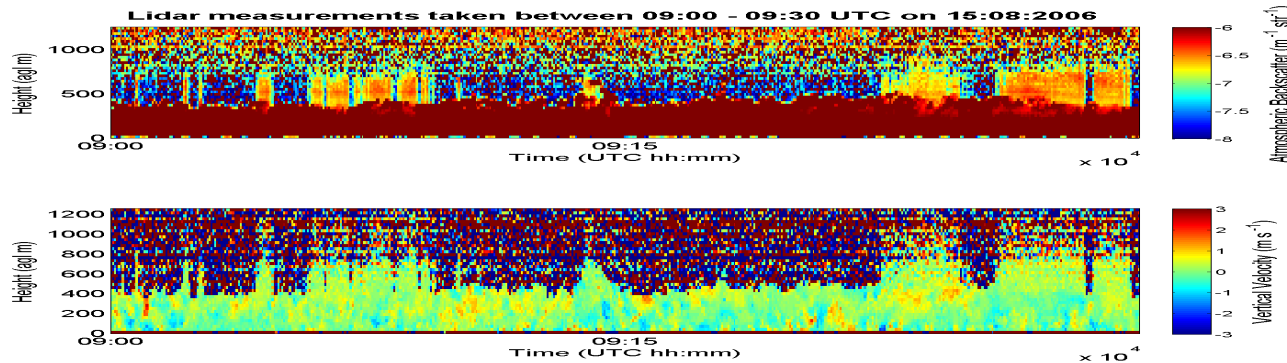 Lidar measurements taken between 09:00 - 09:30 UTC on 15:08:2006
Height (agl m)
1000
500
0
09:00
09:15
Time (UTC hh:mm)
x 10^4
-6
-6.5
-7
-7.5
-8
Atmospheric Backscatter (m^-1 str^-1)
Height (agl m)
1200
1000
800
600
400
200
0
09:00
09:15
Time (UTC hh:mm)
x 10^4
3
2
1
0
-1
-2
-3
Vertical Velocity (m s^-1)